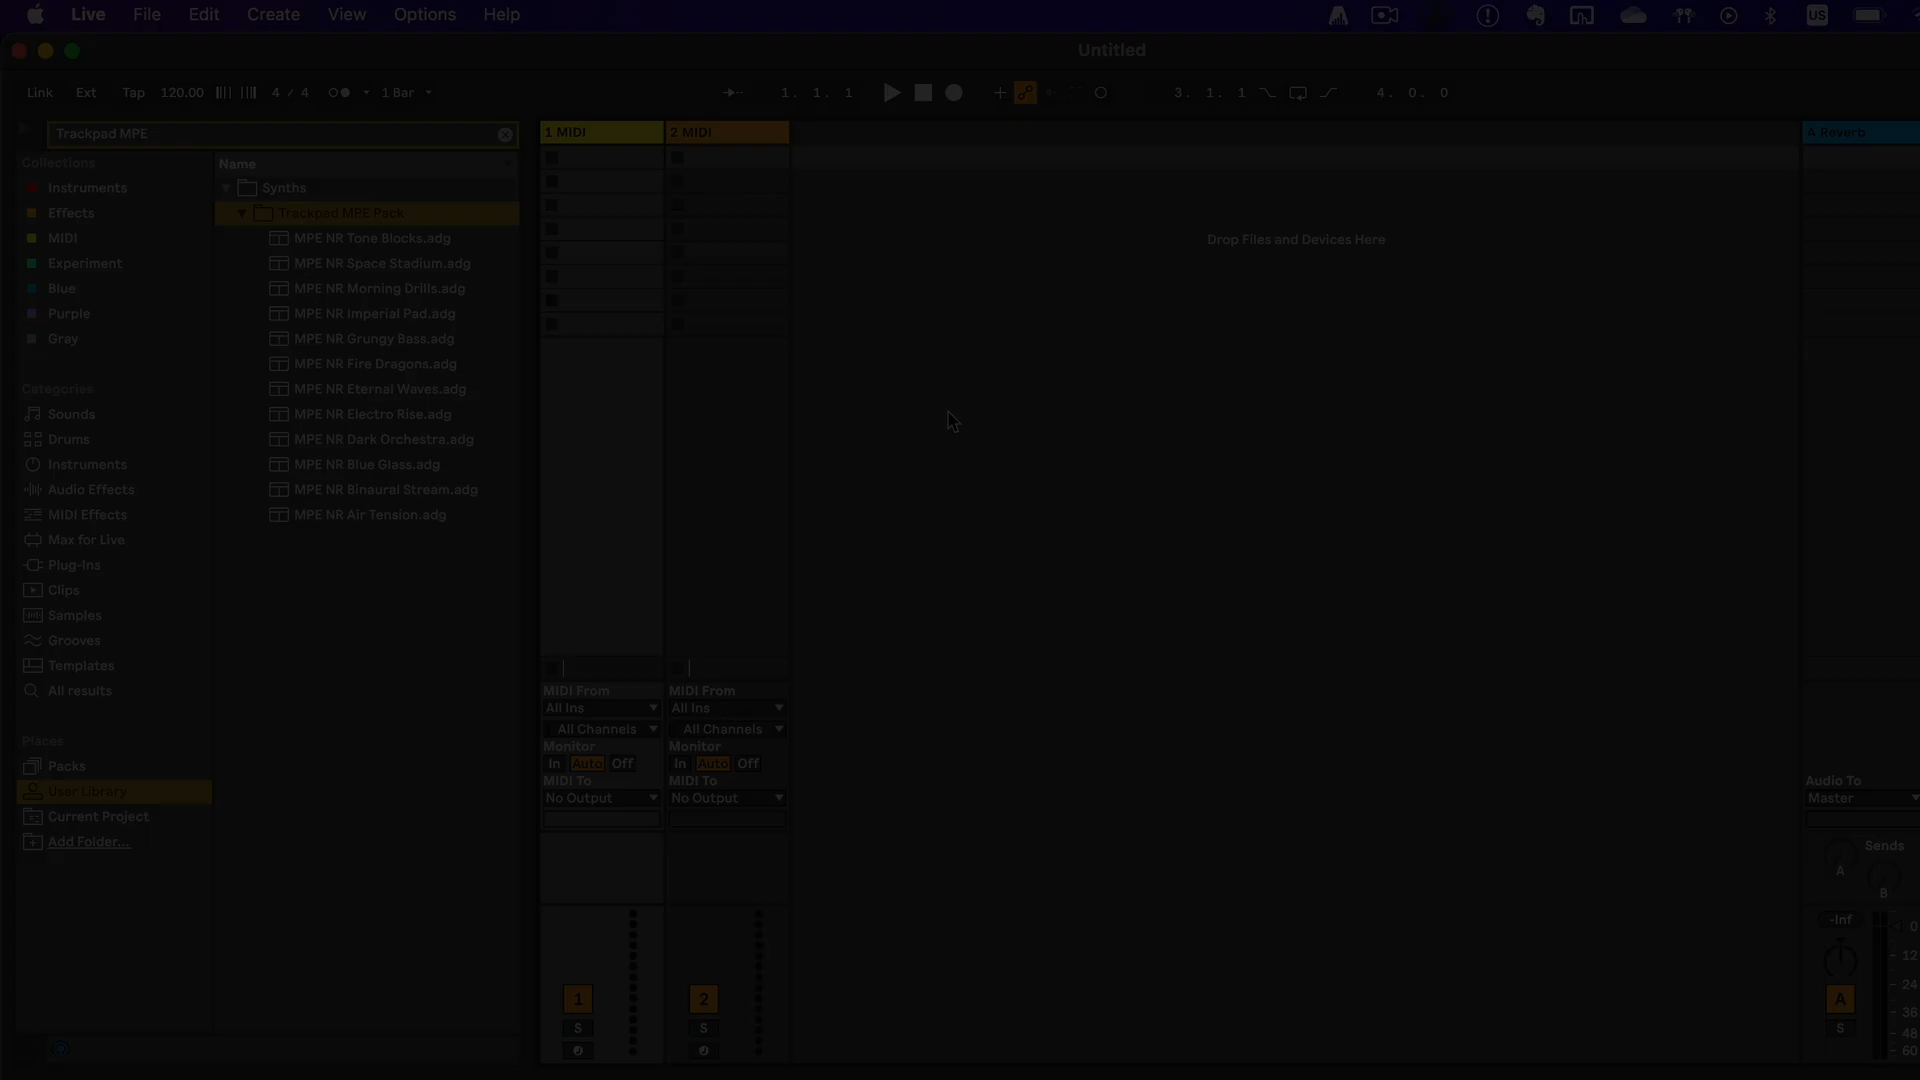 Live File Edit Create View Options Help US
Untitled
Link Ext Tap 120.00 4 / 4 1 Bar 1. 1. 1 3. 1. 1 4. 0. 0
Trackpad MPE
Collections
Instruments
Effects
MIDI
Experiment
Blue
Purple
Gray
Categories
Sounds
Drums
Instruments
Audio Effects
MIDI Effects
Max for Live
Plug-Ins
Clips
Samples
Grooves
Templates
All results
Places
Packs
User Library
Current Project
Add Folder...
Name
Synths
Trackpad MPE Pack
MPE NR Tone Blocks.adg
MPE NR Space Stadium.adg
MPE NR Morning Drills.adg
MPE NR Imperial Pad.adg
MPE NR Grungy Bass.adg
MPE NR Fire Dragons.adg
MPE NR Eternal Waves.adg
MPE NR Electro Rise.adg
MPE NR Dark Orchestra.adg
MPE NR Blue Glass.adg
MPE NR Binaural Stream.adg
MPE NR Air Tension.adg
1 MIDI
MIDI From
All Ins
All Channels
Monitor
In Auto Off
MIDI To
No Output
1
S
2 MIDI
MIDI From
All Ins
All Channels
Monitor
In Auto Off
MIDI To
No Output
2
S
Drop Files and Devices Here
A Reverb
Audio To
Master
Sends
A
B
-Inf
0
12
24
36
48
60
A
S